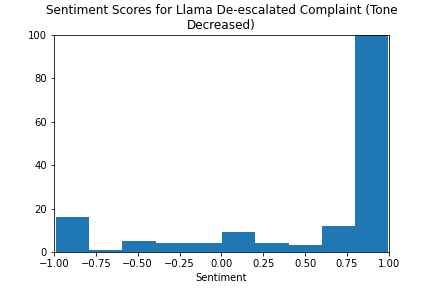 Sentiment Scores for Llama De-escalated Complaint (Tone
Decreased)
100
80
60
40
20
0
−1.00 −0.75 −0.50 −0.25 0.00 0.25 0.50 0.75 1.00
Sentiment